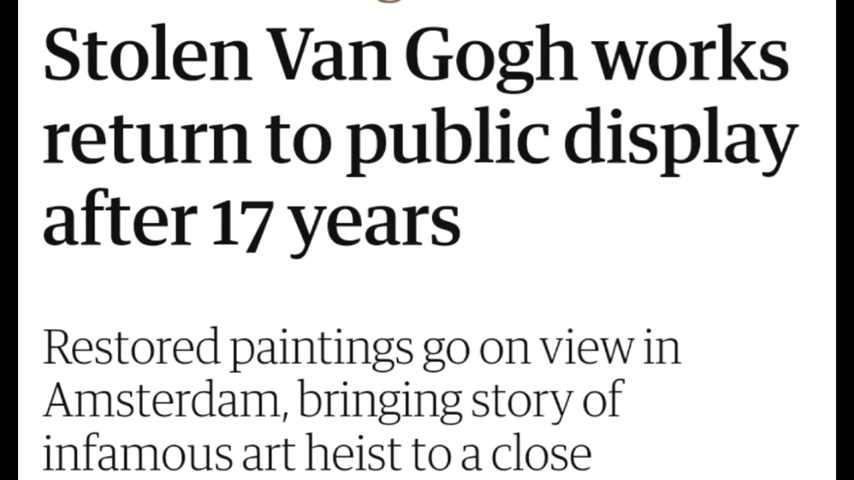 Stolen Van Gogh works
return to public display
after 17 years
Restored paintings go on view in
Amsterdam, bringing story of
infamous art heist to a close